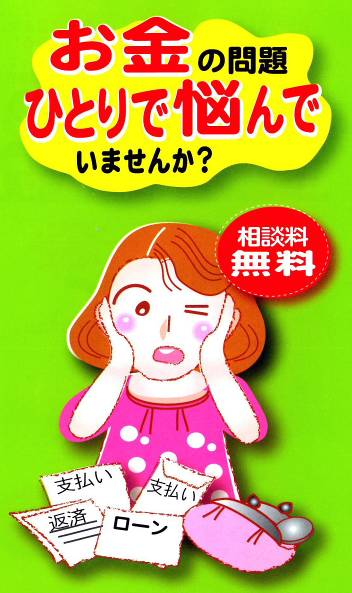 お金の問題
ひとりで悩んで
いませんか?
相談料
無料
支払い
支払い
返済
ローン